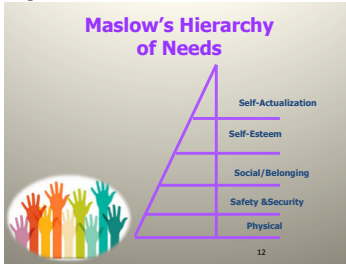 Maslow's Hierarchy
of Needs
Self-Actualization
Self-Esteem
Social/Belonging
Safety &Security
Physical
12